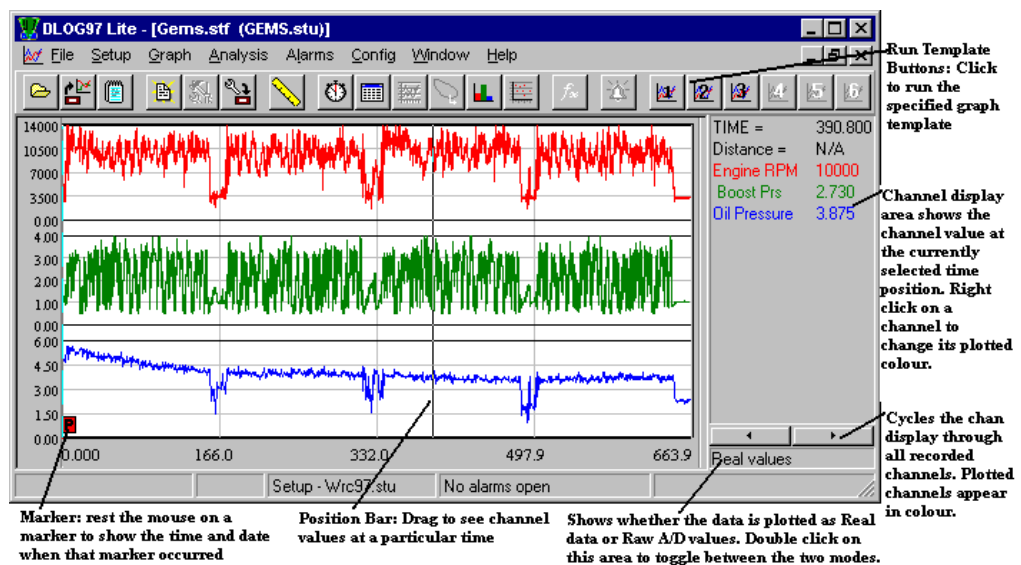 DLOG97 Lite - [Gems.stf (GEMS.stu)]
File Setup Graph Analysis Alarms Config Window Help
1 2 3 4 5 6
Run Template
Buttons: Click
to run the
specified graph
template
14000
10500
7000
3500
0.00
4.00
3.00
2.00
1.00
0.00
6.00
4.50
3.00
1.50
0.00
P
0.000 166.0 332.0 497.9 663.9
TIME = 390.800
Distance = N/A
Engine RPM 10000
Boost Prs 2.730
Oil Pressure 3.875
Real values
Setup - Wrc97.stu No alarms open
Channel display
area shows the
channel value at
the currently
selected time
position. Right
click on a
channel to
change its plotted
colour.
Cycles the chan
display through
all recorded
channels. Plotted
channels appear
in colour.
Marker: rest the mouse on a
marker to show the time and date
when that marker occurred
Position Bar: Drag to see channel
values at a particular time
Shows whether the data is plotted as Real
data or Raw A/D values. Double click on
this area to toggle between the two modes.